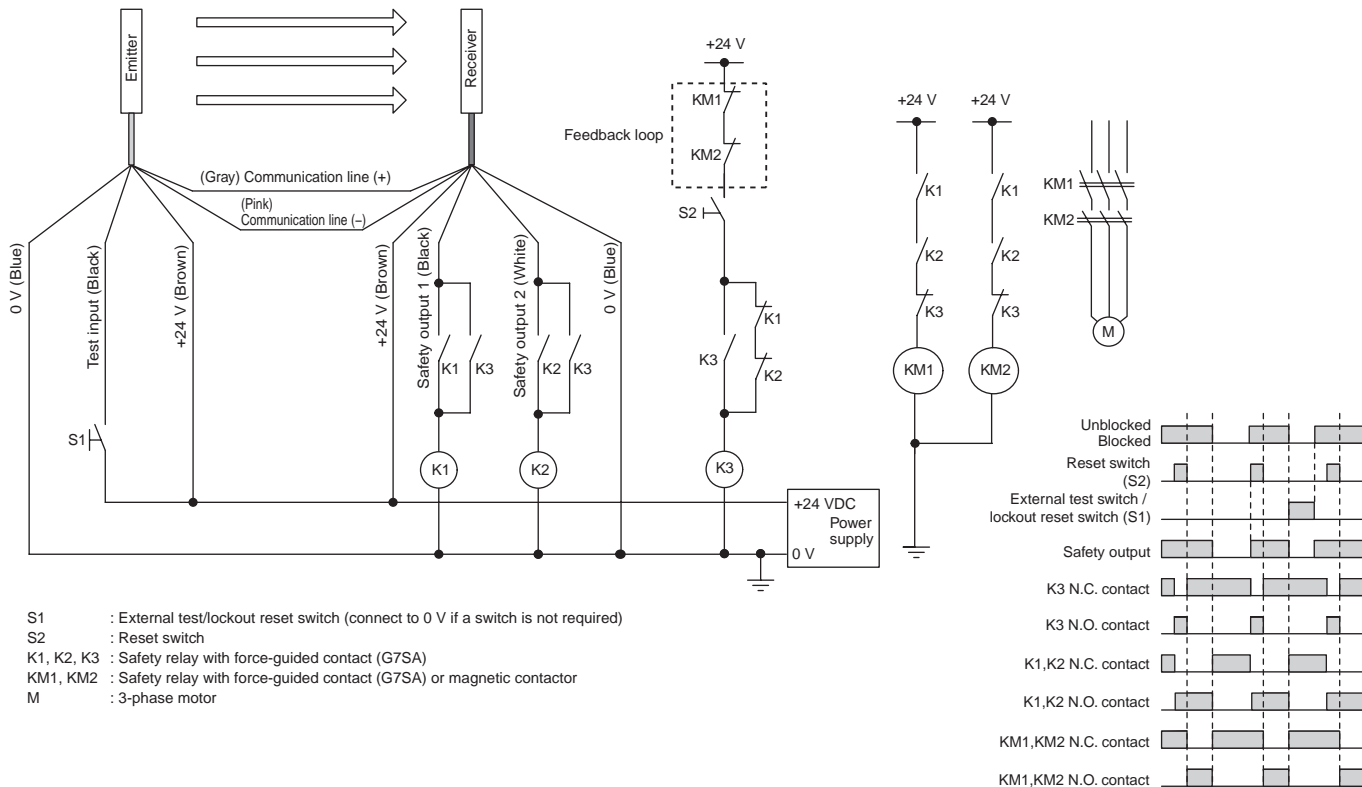 Emitter
Receiver
+24 V
KM1
Feedback loop
KM2
+24 V
+24 V
(Gray) Communication line (+)
(Pink)
Communication line (–)
S2
K1
K1
KM1
KM2
0 V (Blue)
Test input (Black)
+24 V (Brown)
+24 V (Brown)
Safety output 1 (Black)
Safety output 2 (White)
0 V (Blue)
K2
K2
K1
K3
K3
M
K1
K3
K2
K3
K3
K2
KM1
KM2
S1
K1
K2
K3
+24 VDC
Power
supply
0 V
Unblocked
Blocked
Reset switch
(S2)
External test switch /
lockout reset switch (S1)
Safety output
K3 N.C. contact
K3 N.O. contact
K1,K2 N.C. contact
K1,K2 N.O. contact
KM1,KM2 N.C. contact
KM1,KM2 N.O. contact
S1 : External test/lockout reset switch (connect to 0 V if a switch is not required)
S2 : Reset switch
K1, K2, K3 : Safety relay with force-guided contact (G7SA)
KM1, KM2 : Safety relay with force-guided contact (G7SA) or magnetic contactor
M : 3-phase motor